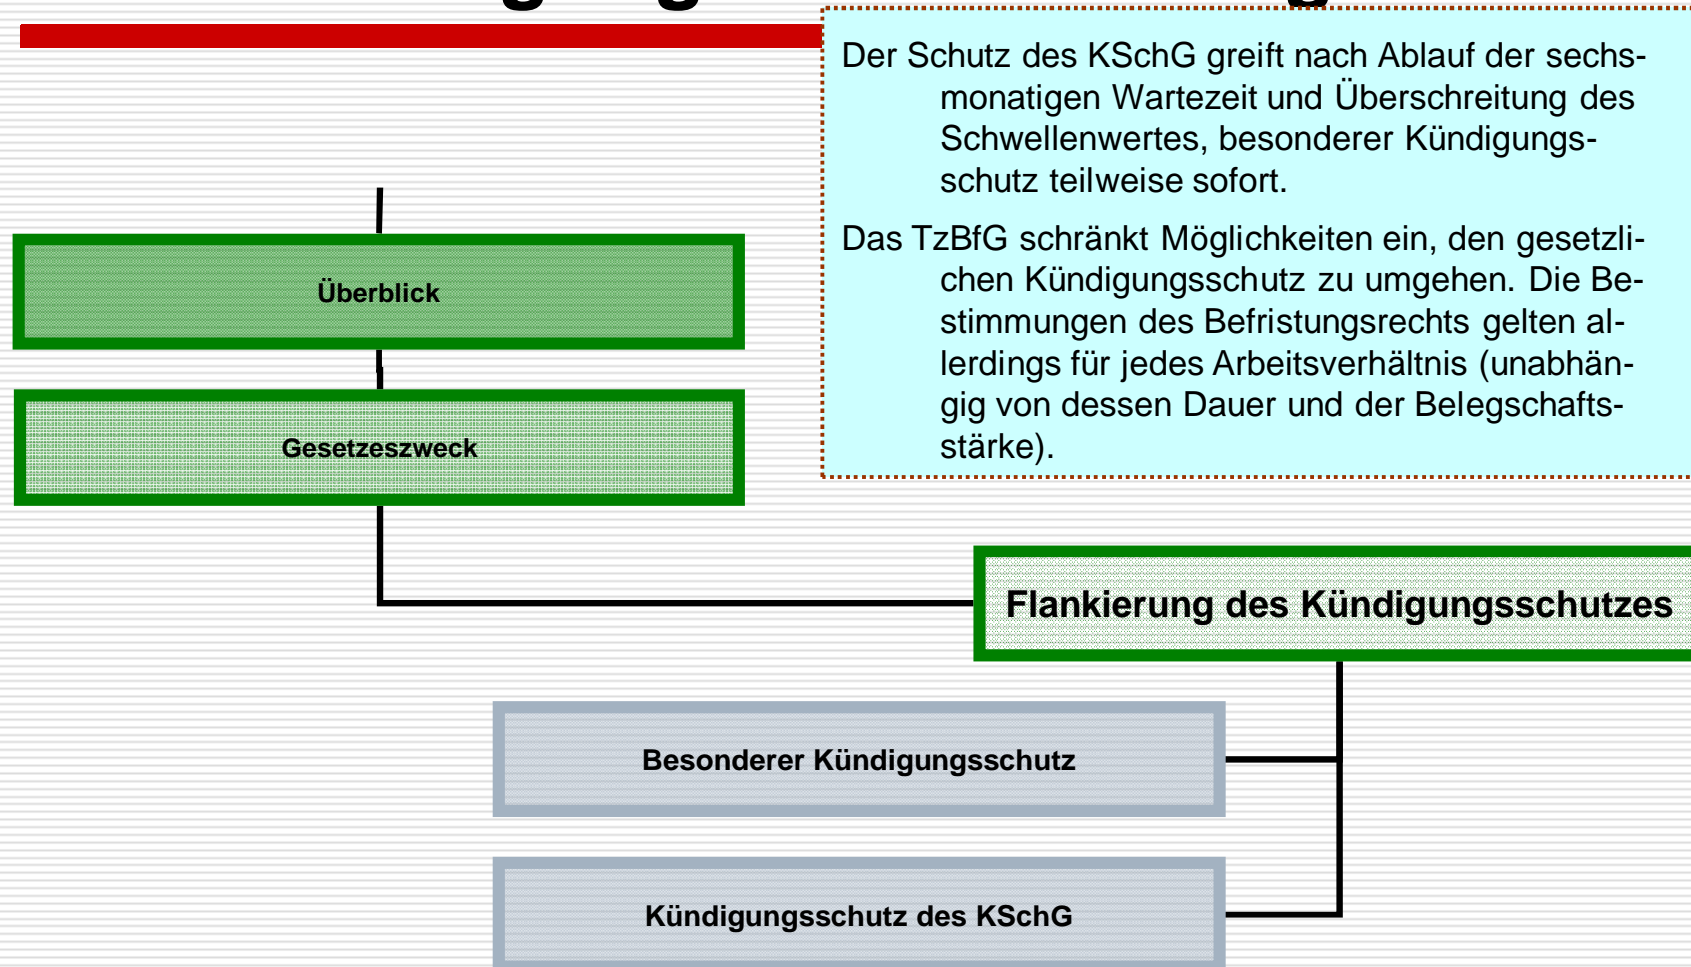 Der Schutz des KSchG greift nach Ablauf der sechs-
monatigen Wartezeit und Überschreitung des
Schwellenwertes, besonderer Kündigungs-
schutz teilweise sofort.
Das TzBfG schränkt Möglichkeiten ein, den gesetzli-
chen Kündigungsschutz zu umgehen. Die Be-
stimmungen des Befristungsrechts gelten al-
lerdings für jedes Arbeitsverhältnis (unabhän-
gig von dessen Dauer und der Belegschafts-
stärke).
Überblick
Gesetzeszweck
Flankierung des Kündigungsschutzes
Besonderer Kündigungsschutz
Kündigungsschutz des KSchG